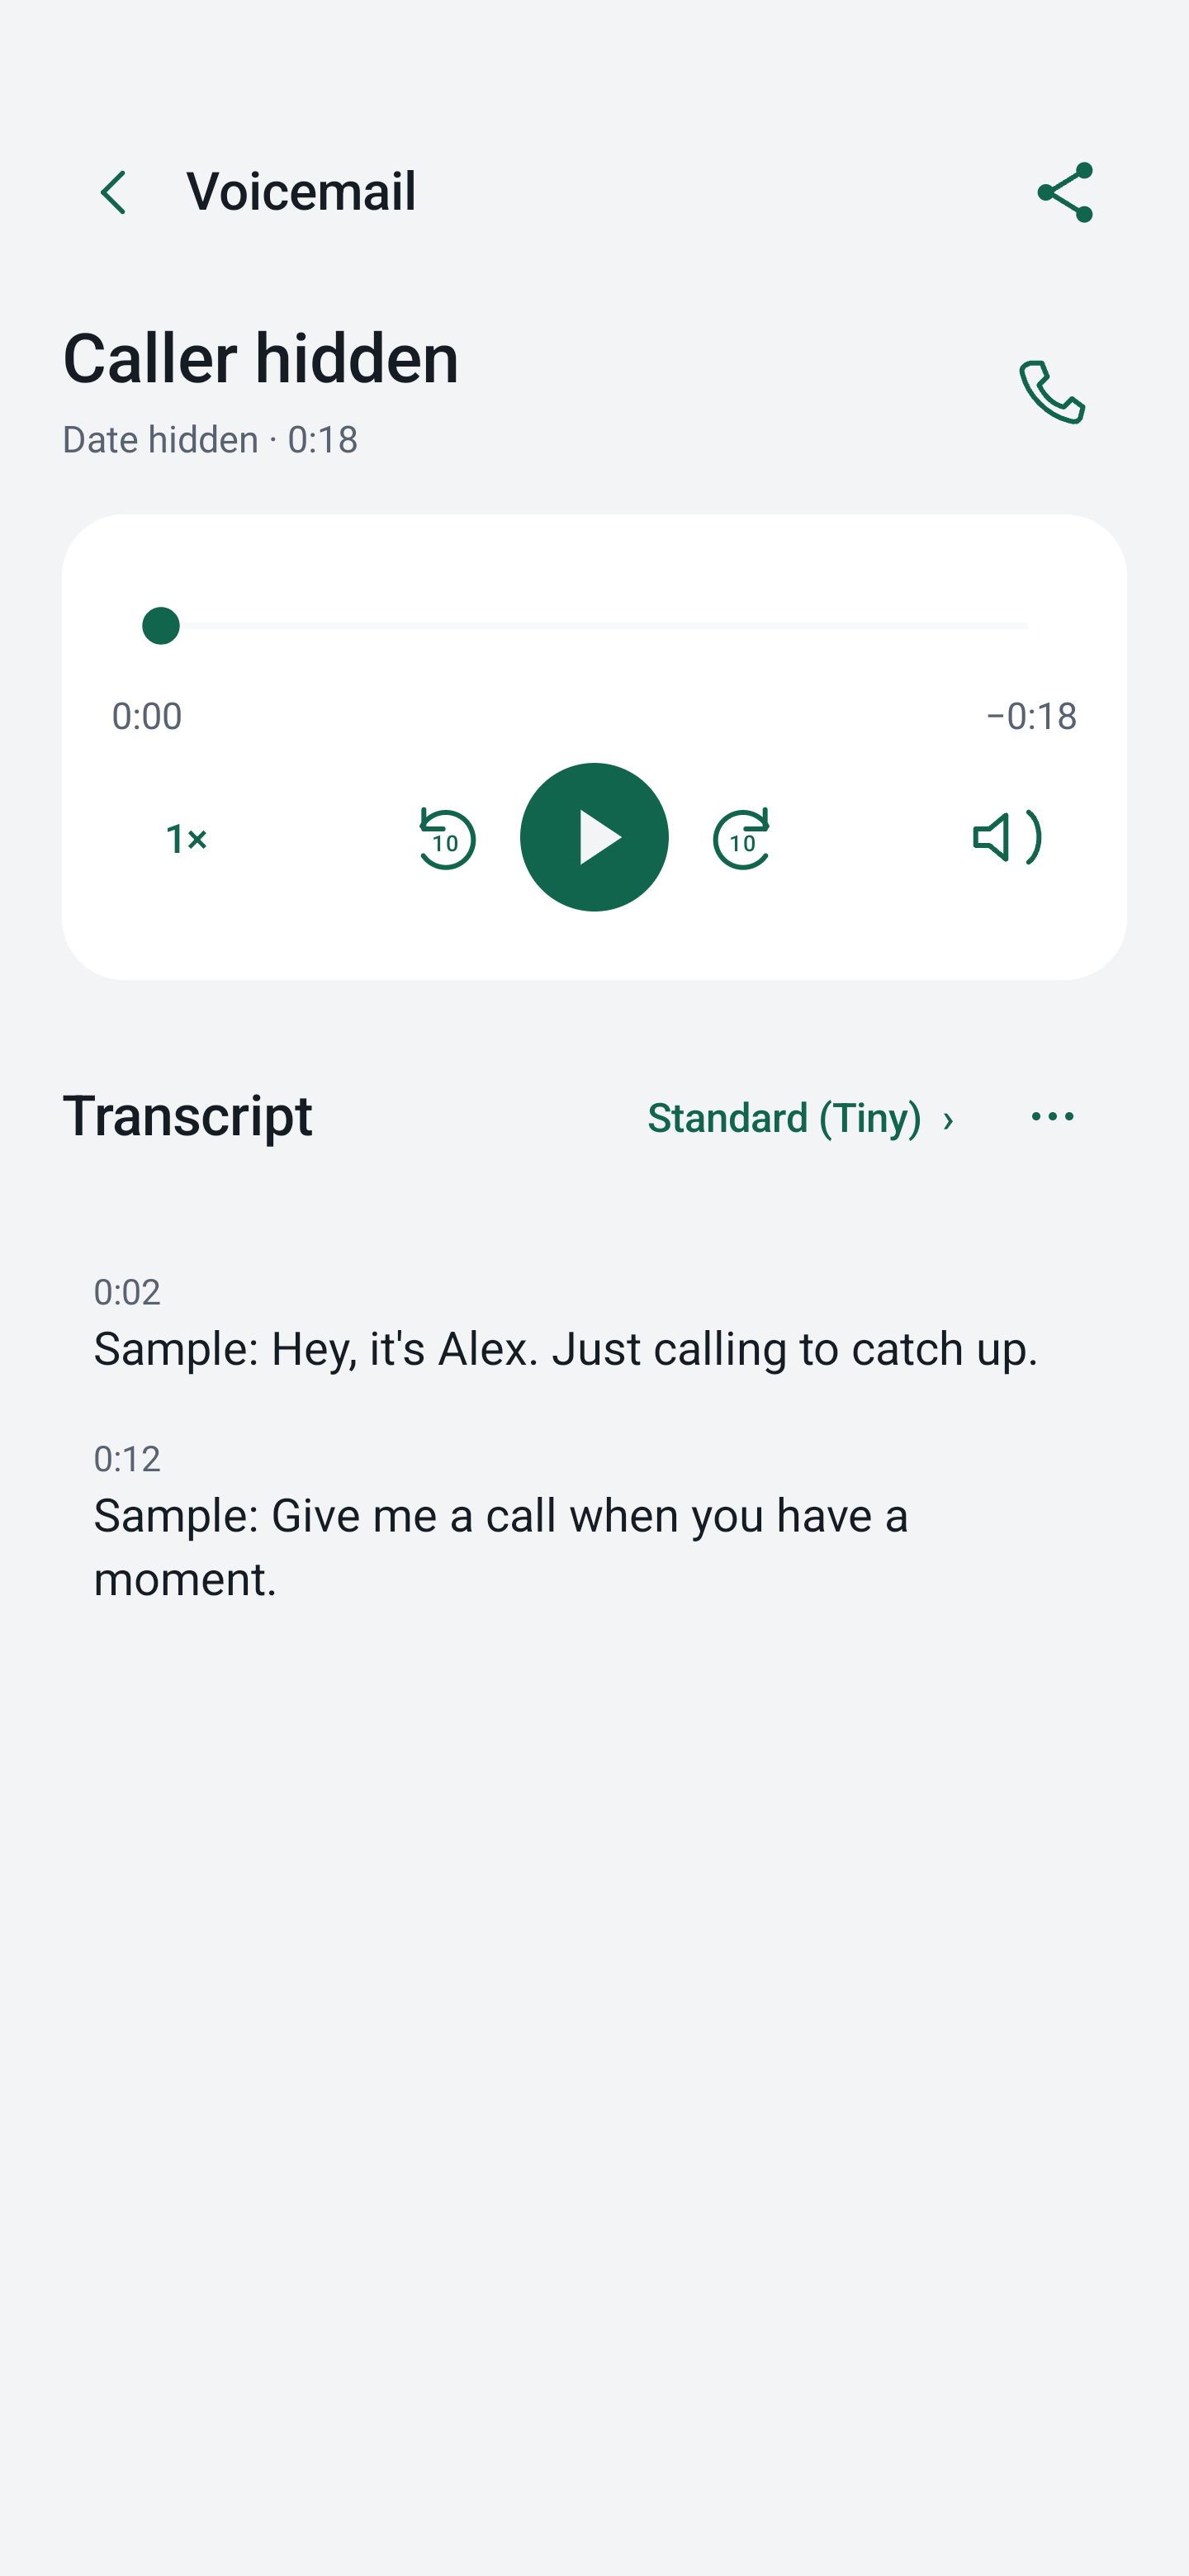 Voicemail
Caller hidden
Date hidden · 0:18
0:00
−0:18
1×
10
10
Transcript
Standard (Tiny) ›
0:02
Sample: Hey, it's Alex. Just calling to catch up.
0:12
Sample: Give me a call when you have a
moment.